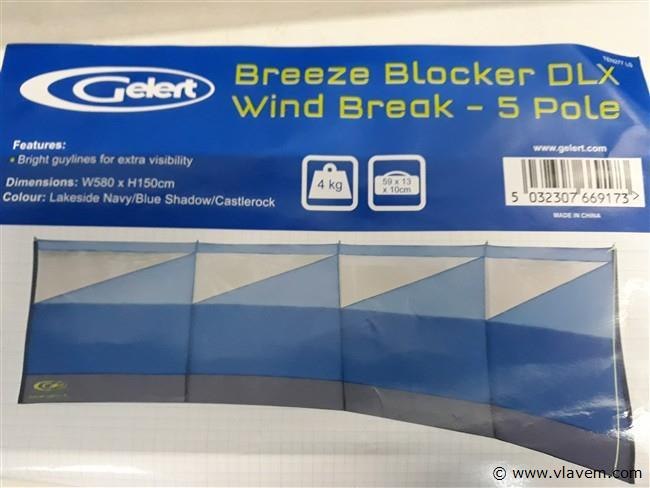 TEN277 LS
Gelert
Breeze Blocker DLX
Wind Break - 5 Pole
Features:
• Bright guylines for extra visibility
Dimensions: W580 x H150cm
Colour: Lakeside Navy/Blue Shadow/Castlerock
4 kg
59 x 13
x 10cm
www.gelert.com
5 032307 669173 >
MADE IN CHINA
© www.vlavem.com